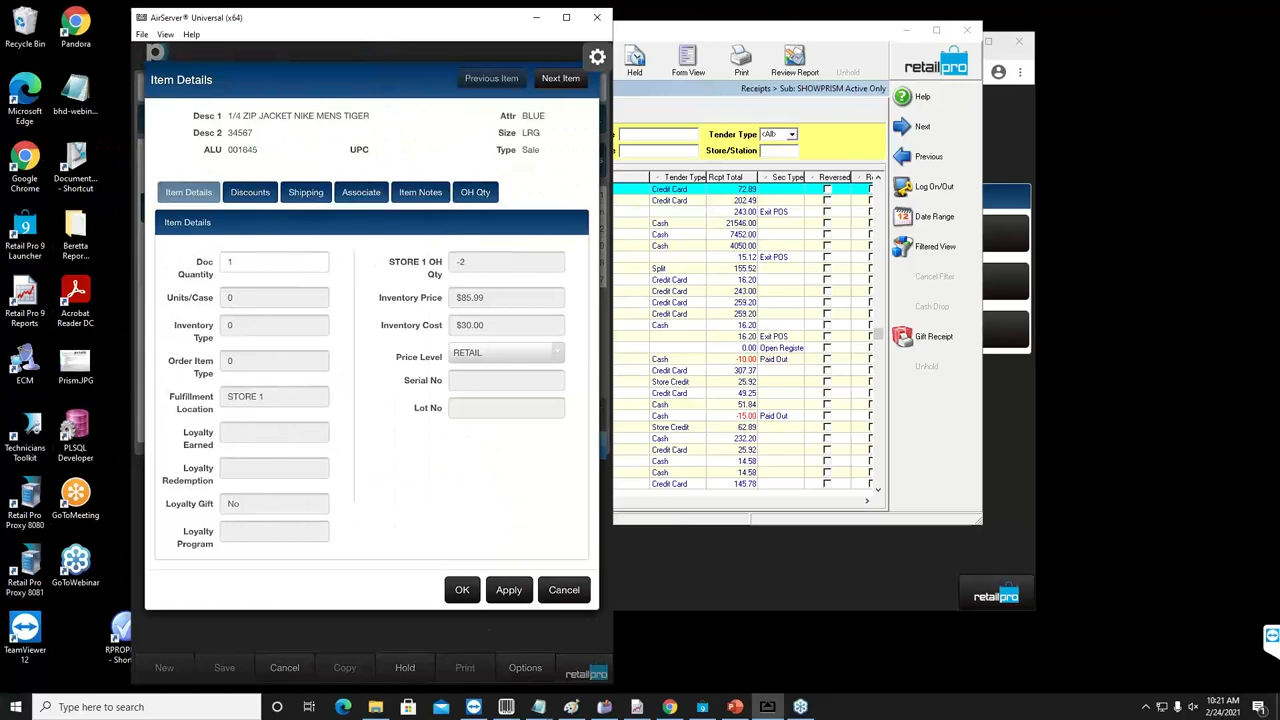 Recycle Bin
Pandora
Microsoft Edge
bhd-webin...
Google Chrome
Document... - Shortcut
Retail Pro 9 Launcher
Beretta Repor...
Retail Pro 9 Reports
Acrobat Reader DC
ECM
Prism.JPG
Technicians Toolkit
PLSQL Developer
Retail Pro Proxy 8080
GoToMeeting
Retail Pro Proxy 8081
GoToWebinar
TeamViewer 12
RPROP
- Short
AirServer® Universal (x64)
File View Help
Item Details
Previous Item
Next Item
Desc 1 1/4 ZIP JACKET NIKE MENS TIGER
Attr BLUE
Desc 2 34567
Size LRG
ALU 001645
UPC
Type Sale
Item Details Discounts Shipping Associate Item Notes OH Qty
Item Details
Doc Quantity 1
Units/Case 0
Inventory Type 0
Order Item Type 0
Fulfillment Location STORE 1
Loyalty Earned
Loyalty Redemption
Loyalty Gift No
Loyalty Program
STORE 1 OH Qty -2
Inventory Price $85.99
Inventory Cost $30.00
Price Level RETAIL
Serial No
Lot No
OK Apply Cancel
New Save Cancel Copy Hold Print Options retailpro
Held Form View Print Review Report Unhold
retailpro
Receipts > Sub: SHOWPRISM Active Only
Tender Type <All>
Store/Station
Tender Type Rcpt Total Sec Type Reversed
Credit Card 72.89
Credit Card 202.49
243.00 Exit POS
Cash 21546.00
Cash 7452.00
Cash 4050.00
15.12 Exit POS
Split 155.52
Credit Card 16.20
Credit Card 243.00
Credit Card 259.20
Credit Card 259.20
Cash 16.20
16.20 Exit POS
0.00 Open Registe
Cash -10.00 Paid Out
Credit Card 307.37
Store Credit 25.92
Credit Card 49.25
Cash 51.84
Cash -15.00 Paid Out
Store Credit 62.89
Cash 232.20
Credit Card 25.92
Cash 14.58
Cash 14.58
Credit Card 145.78
Help
Next
Previous
Log On/Out
Date Range
Filtered View
Cancel Filter
Cash Drop
Gift Receipt
Unhold
retailpro
Type here to search
10:21 AM
2/24/2021